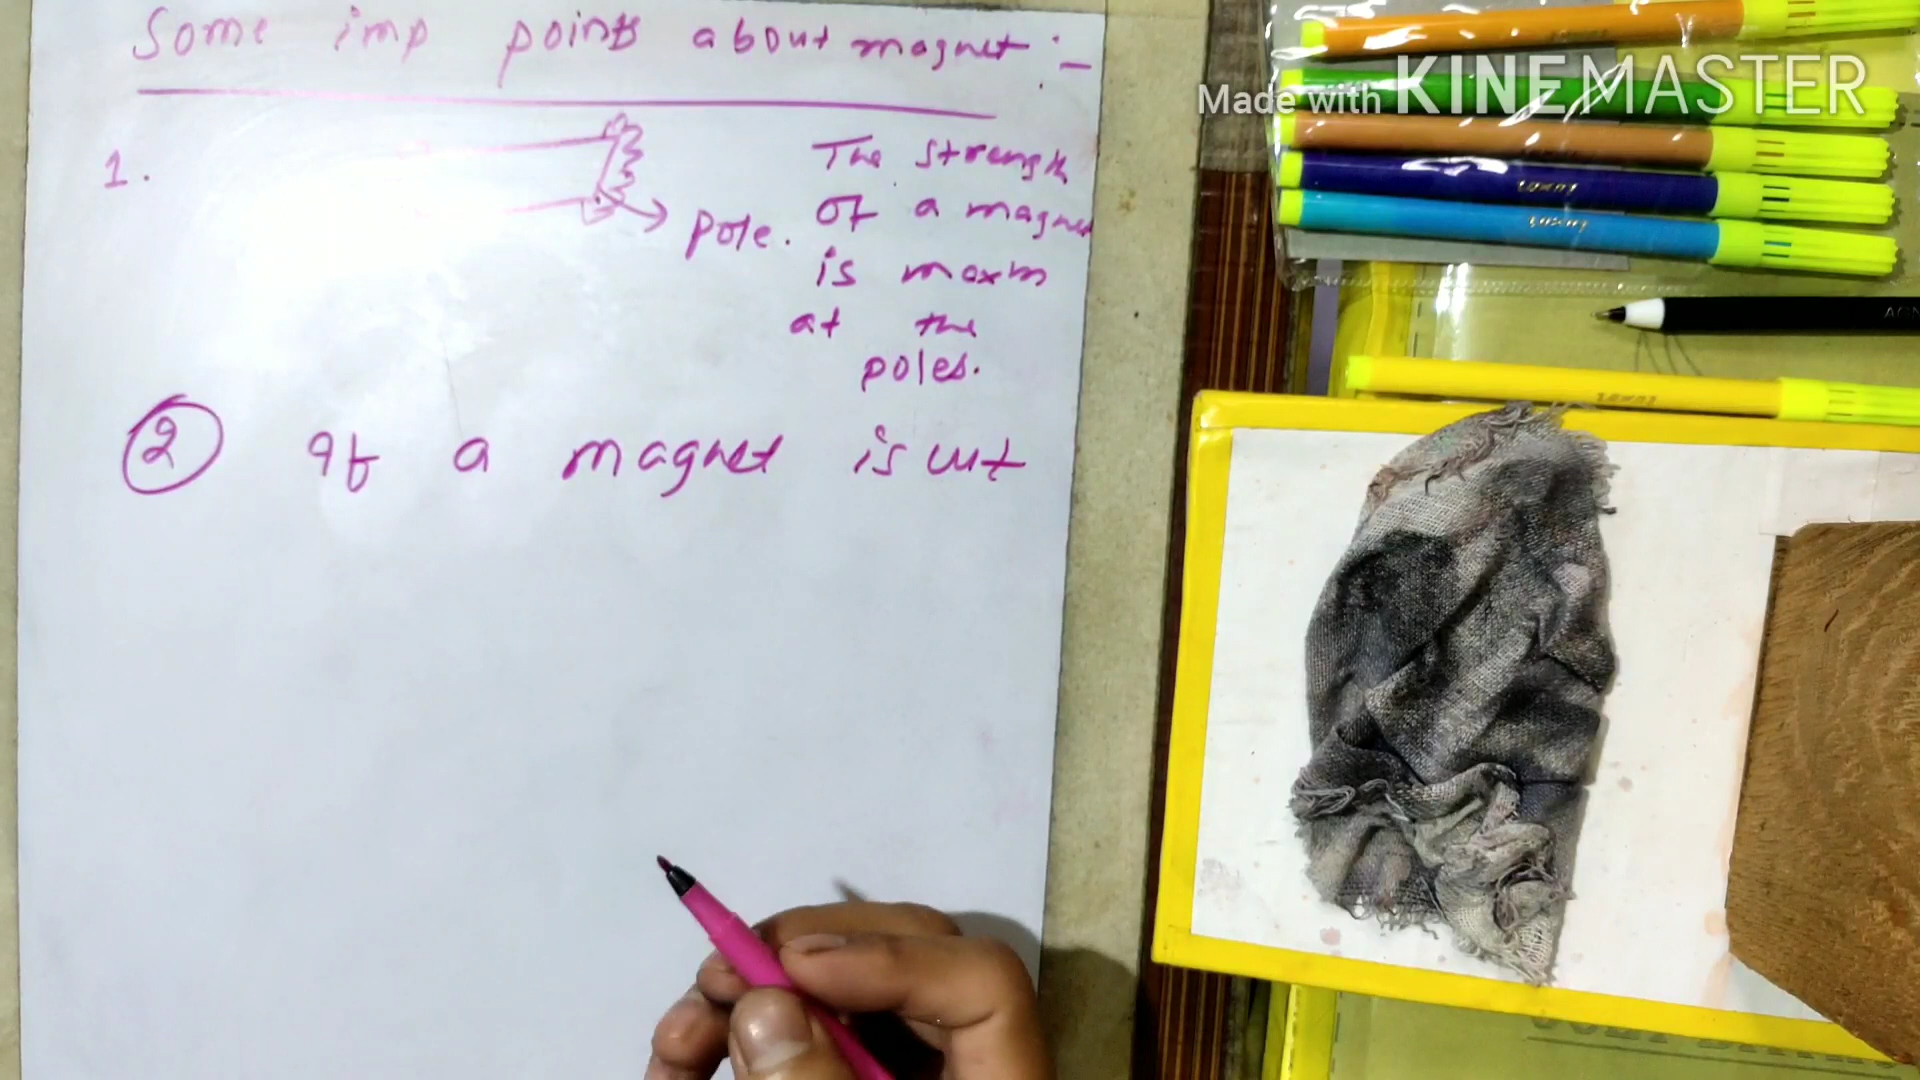 Some imp points about magnet :-
1.
pole.
The strength
of a magnet
is maxm
at the
poles.
2 If a magnet is cut
Made with KINEMASTER